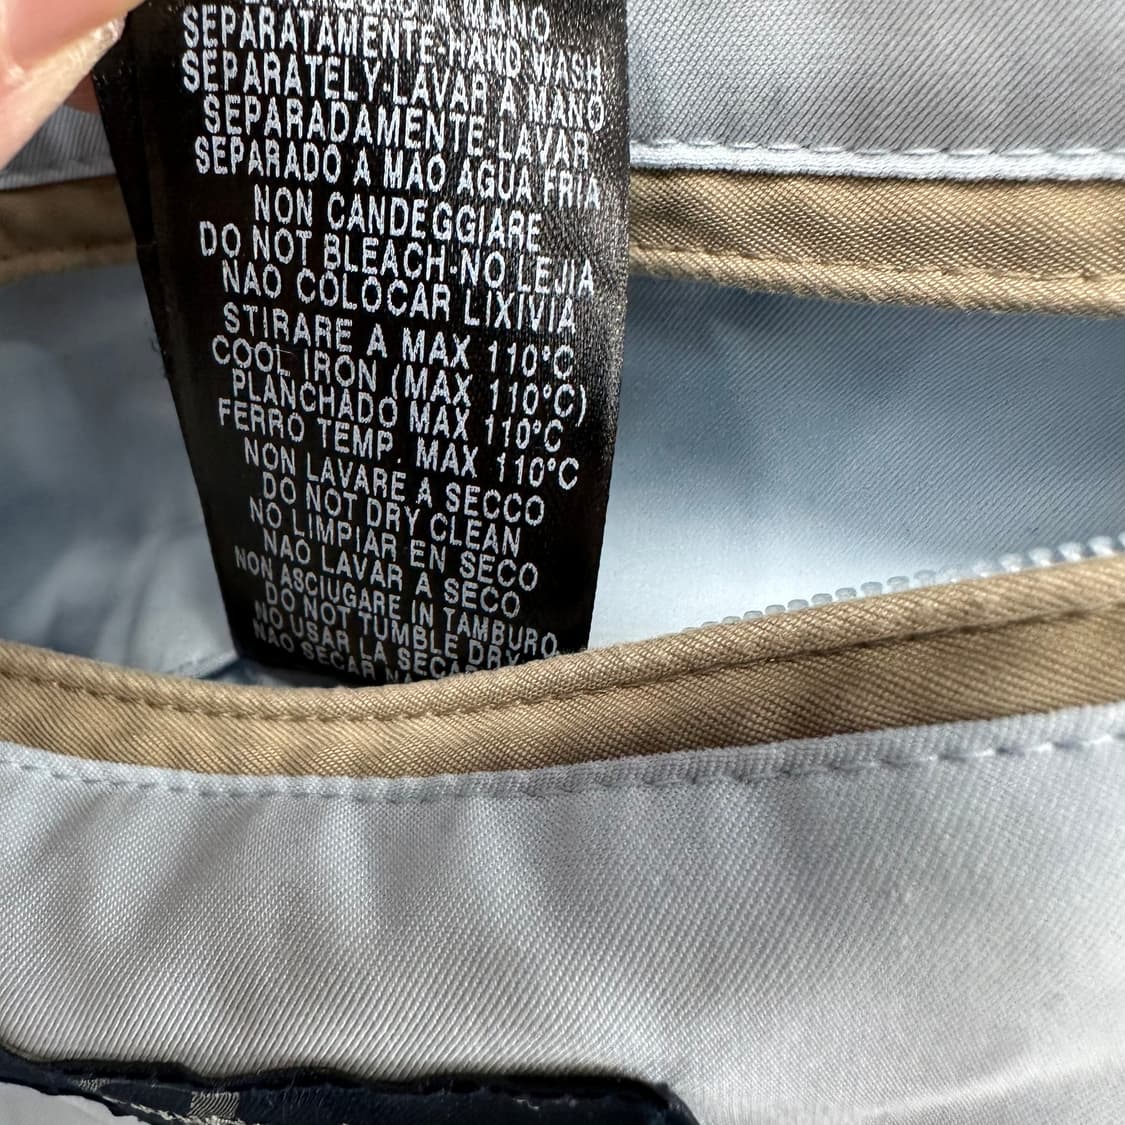 A MANO
SEPARATAMENTE-HAND WASH
SEPARATELY-LAVAR A MANO
SEPARADAMENTE-LAVAR
SEPARADO A MAO AGUA FRIA
NON CANDEGGIARE
DO NOT BLEACH-NO LEJIA
NAO COLOCAR LIXIVIA
STIRARE A MAX 110°C
COOL IRON (MAX 110°C)
PLANCHADO MAX 110°C
FERRO TEMP. MAX 110°C
NON LAVARE A SECCO
DO NOT DRY CLEAN
NO LIMPIAR EN SECO
NAO LAVAR A SECO
NON ASCIUGARE IN TAMBURO
DO NOT TUMBLE DRY
NO USAR LA
NAO SECAR